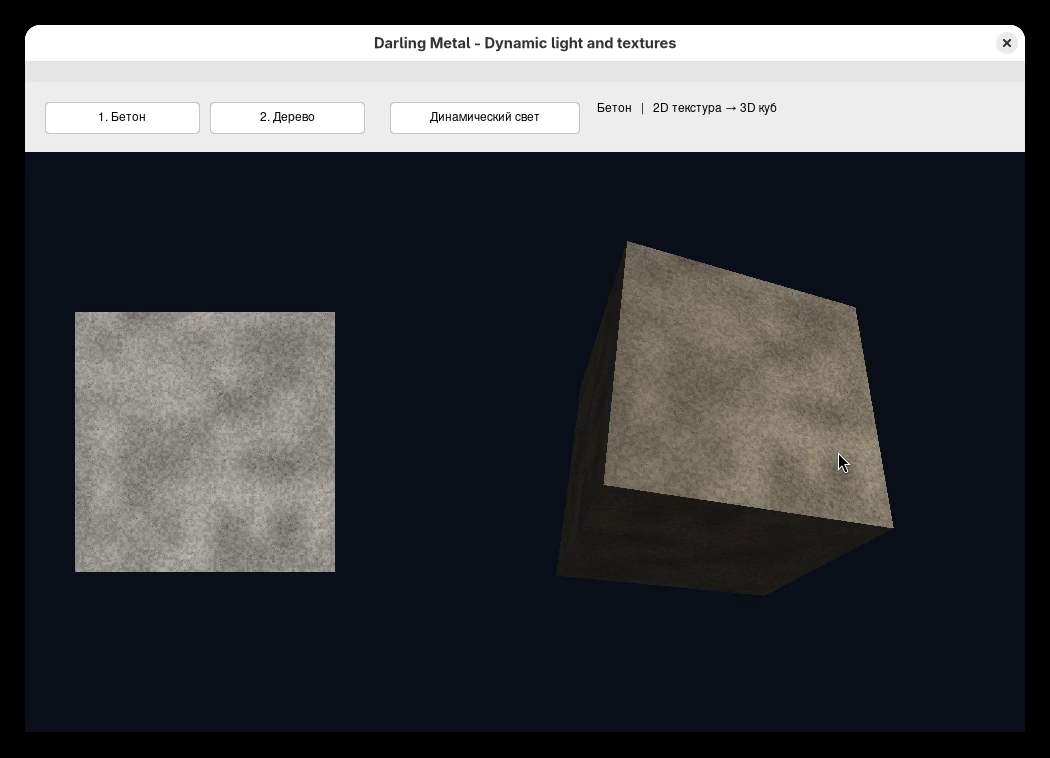 Darling Metal - Dynamic light and textures
1. Бетон
2. Дерево
Динамический свет
Бетон | 2D текстура → 3D куб